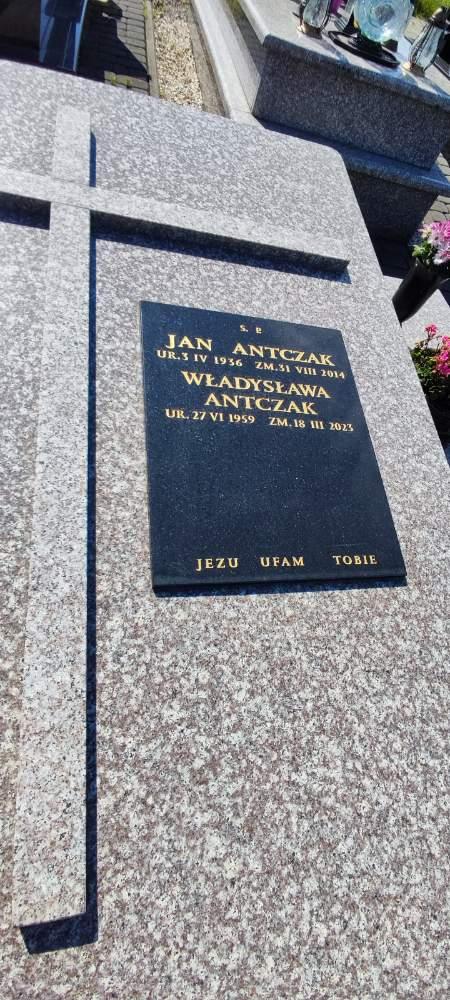 Ś. P.
JAN ANTCZAK
UR.3 IV 1936 ZM.31 VIII 2014
WŁADYSŁAWA
ANTCZAK
UR.27 VI 1959 ZM.18 III 2023
JEZU UFAM TOBIE